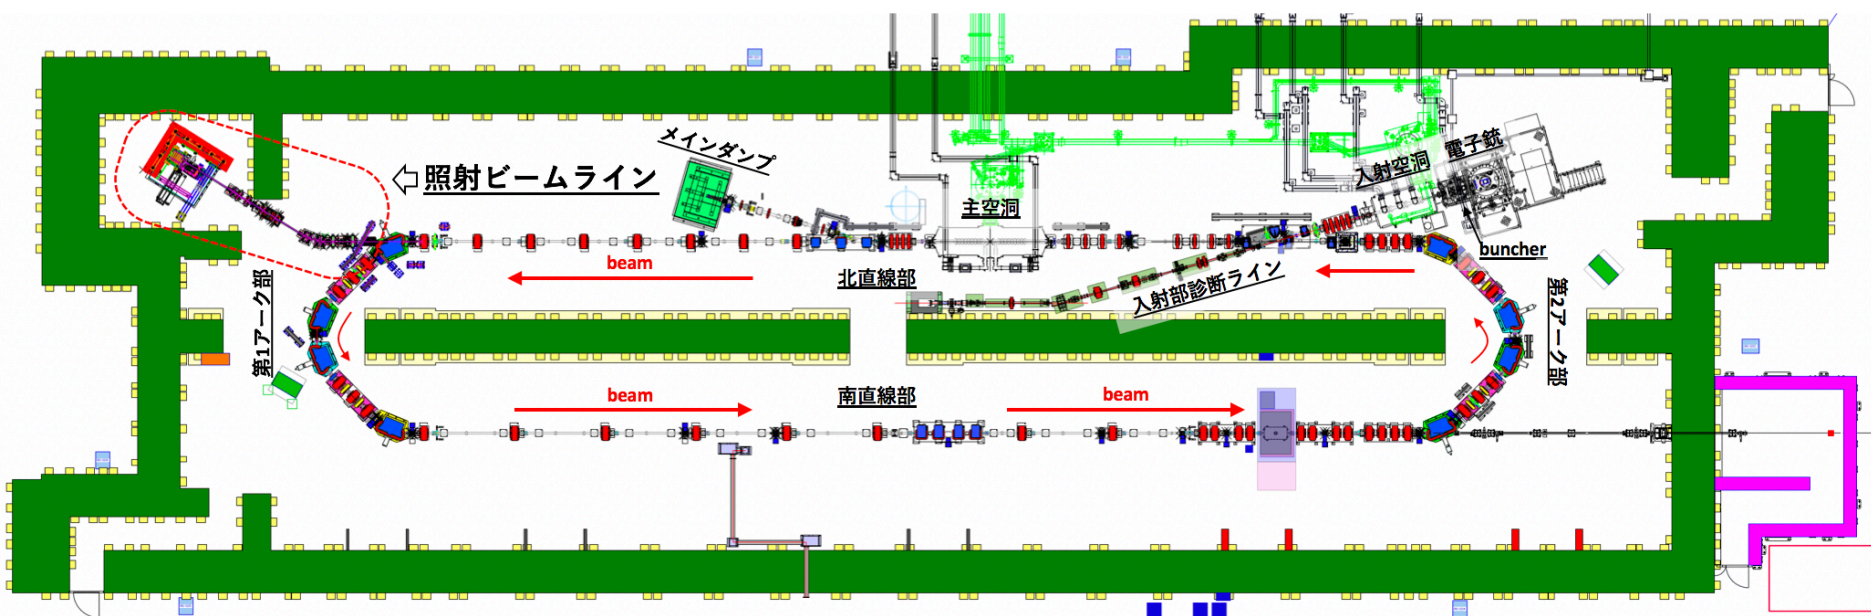 メインダンプ
照射ビームライン
主空洞
入射空洞
電子銃
buncher
beam
北直線部
入射部診断ライン
第1アーク部
第2アーク部
beam
南直線部
beam